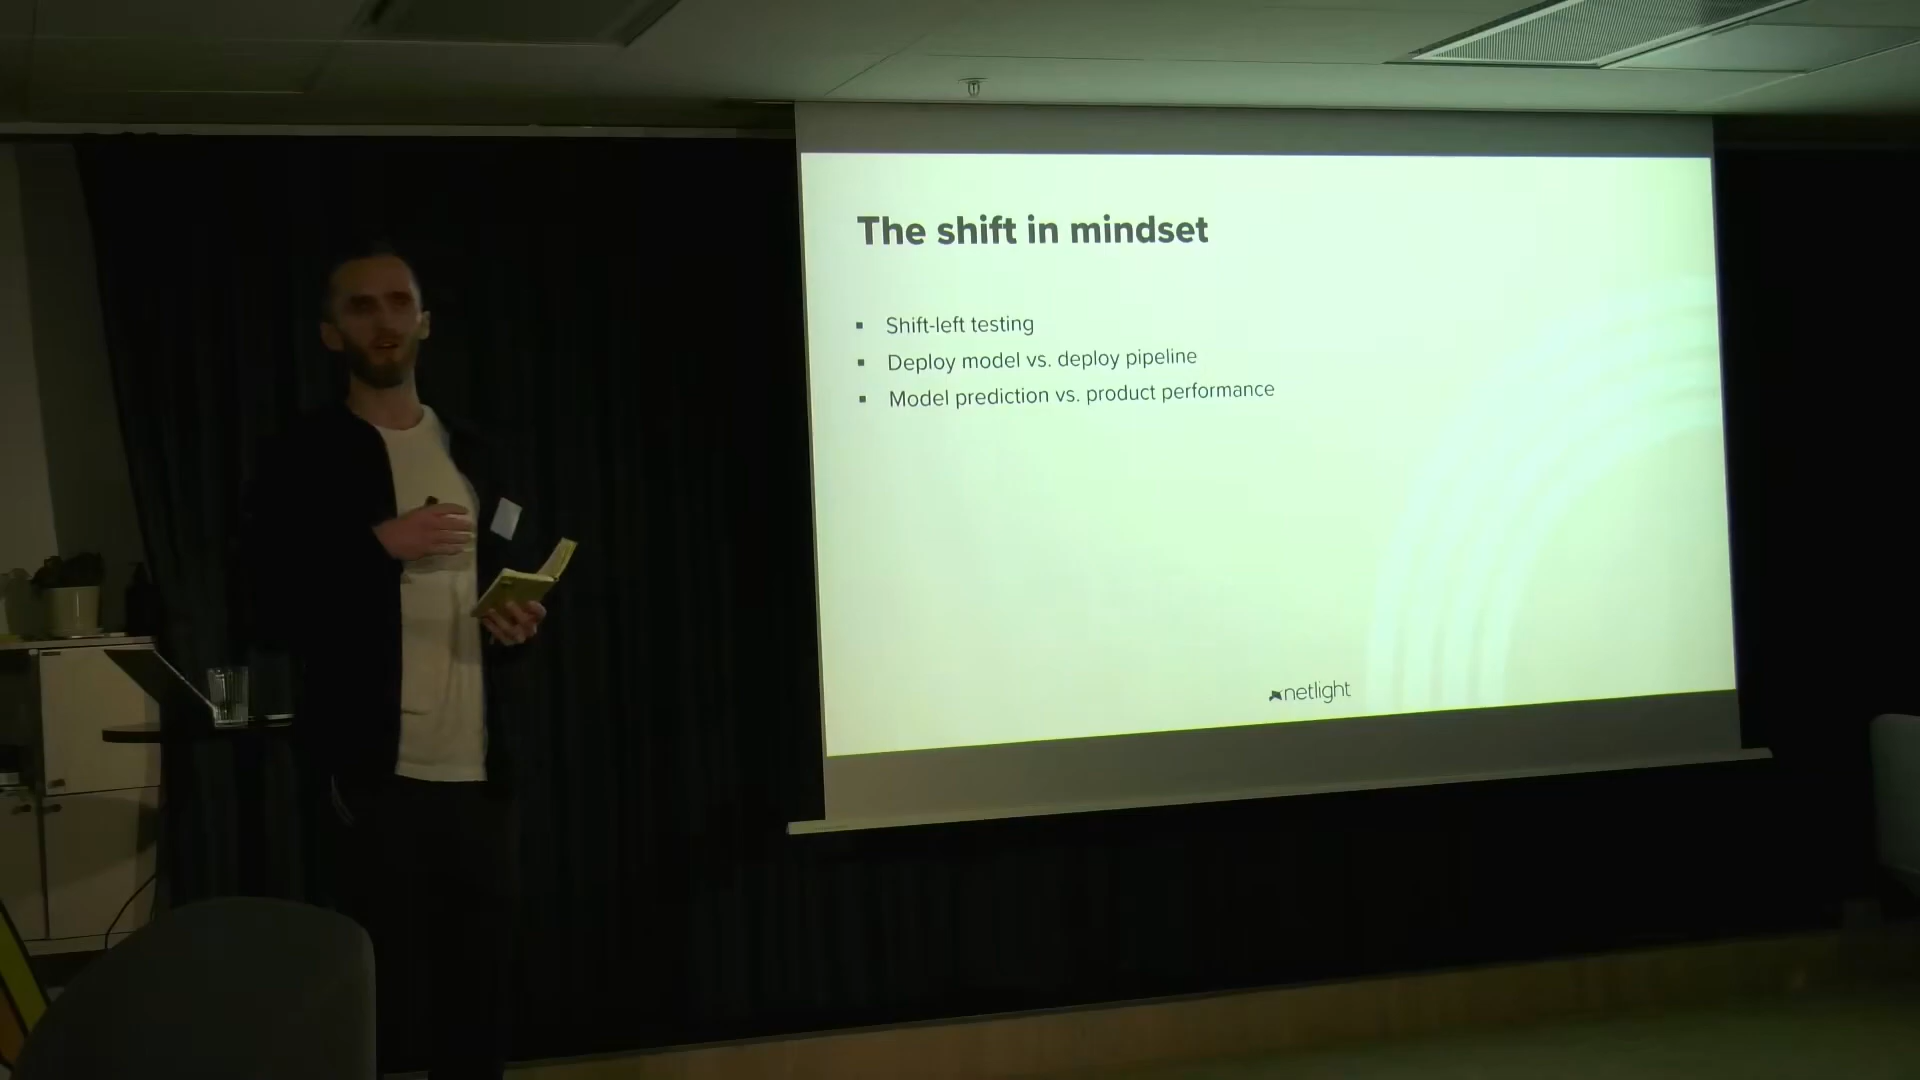 The shift in mindset
Shift-left testing
Deploy model vs. deploy pipeline
Model prediction vs. product performance
netlight